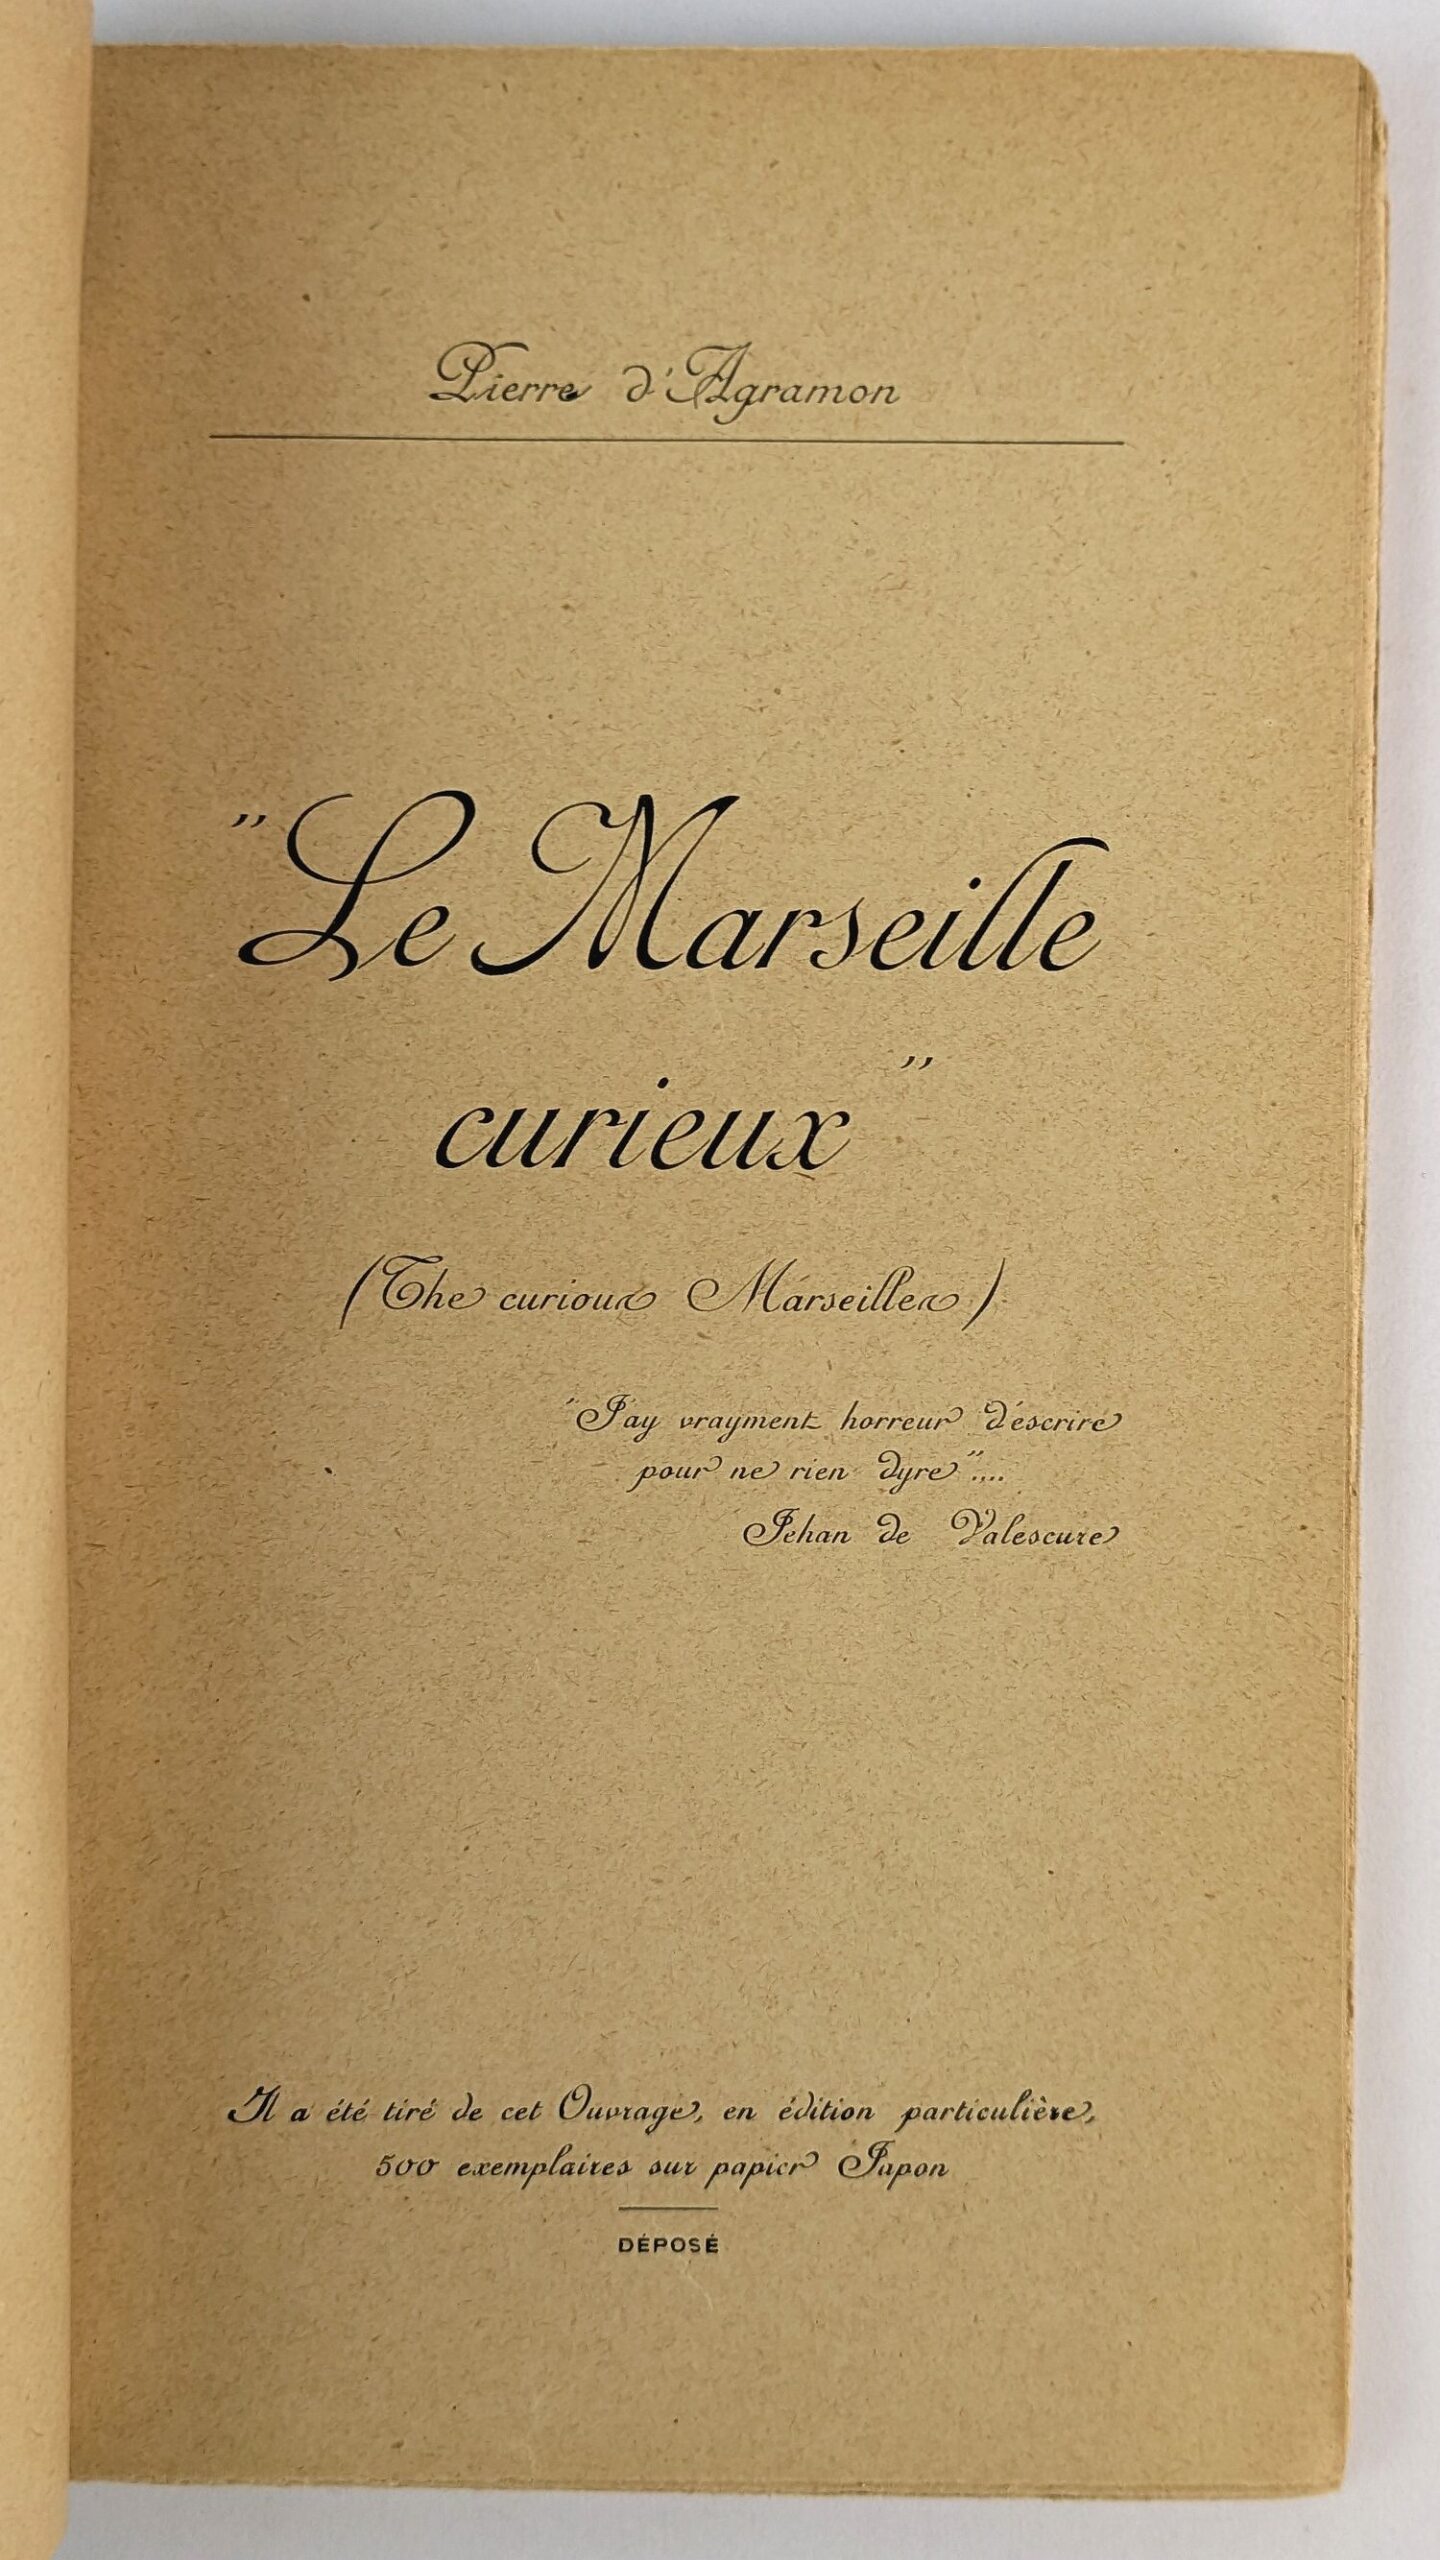 Pierre d'Agramon
"Le Marseille
curieux"
(The curious Marseilles)
"J'ay vrayment horreur d'escrire
pour ne rien dyre"....
Jehan de Valescure
Il a été tiré de cet Ouvrage, en édition particulière,
500 exemplaires sur papier Japon
DÉPOSÉ